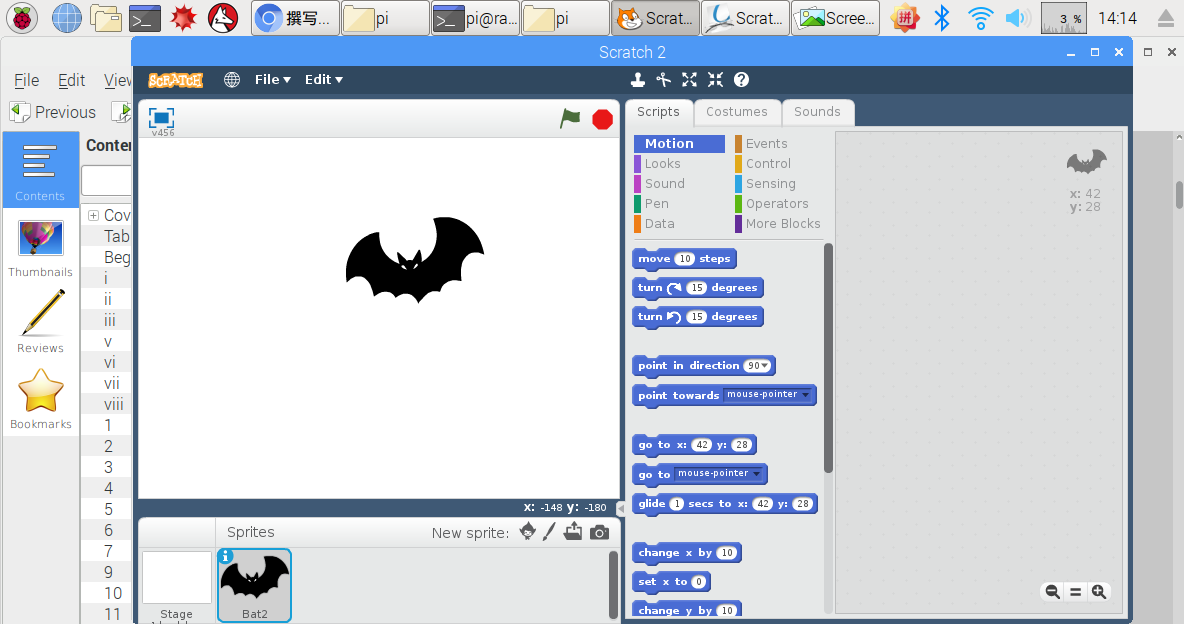 撰写... pi pi@ra... pi Scrat... Scrat... Scree... 拼 3 % 14:14
Scratch 2
SCRATCH File Edit
File Edit View
Previous
v456
Scripts Costumes Sounds
Conten
Contents
Thumbnails
Reviews
Bookmarks
Cov
Tab
Beg
i
ii
iii
v
vi
vii
viii
1
2
3
4
5
6
7
9
10
11
Motion Events
Looks Control
Sound Sensing
Pen Operators
Data More Blocks
x: 42
y: 28
move 10 steps
turn 15 degrees
turn 15 degrees
point in direction 90
point towards mouse-pointer
go to x: 42 y: 28
go to mouse-pointer
glide 1 secs to x: 42 y: 28
change x by 10
set x to 0
change y by 10
x: -148 y: -180
Sprites New sprite:
Stage
Bat2